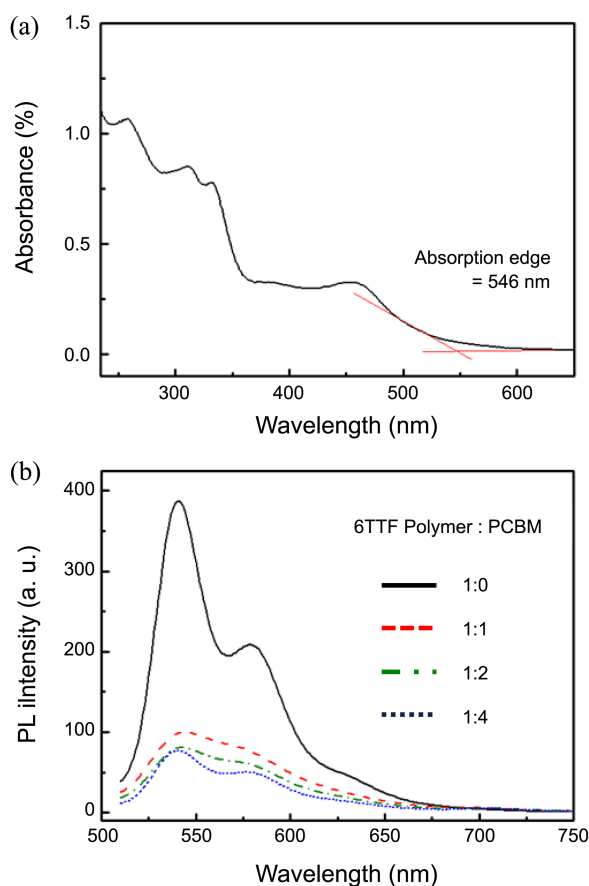 (a)
1.5
1.0
0.5
0.0
Absorbance (%)
Absorption edge
= 546 nm
300
400
500
600
Wavelength (nm)
(b)
400
300
200
100
0
PL iIntensity (a. u.)
6TTF Polymer : PCBM
1:0
1:1
1:2
1:4
500
550
600
650
700
750
Wavelength (nm)